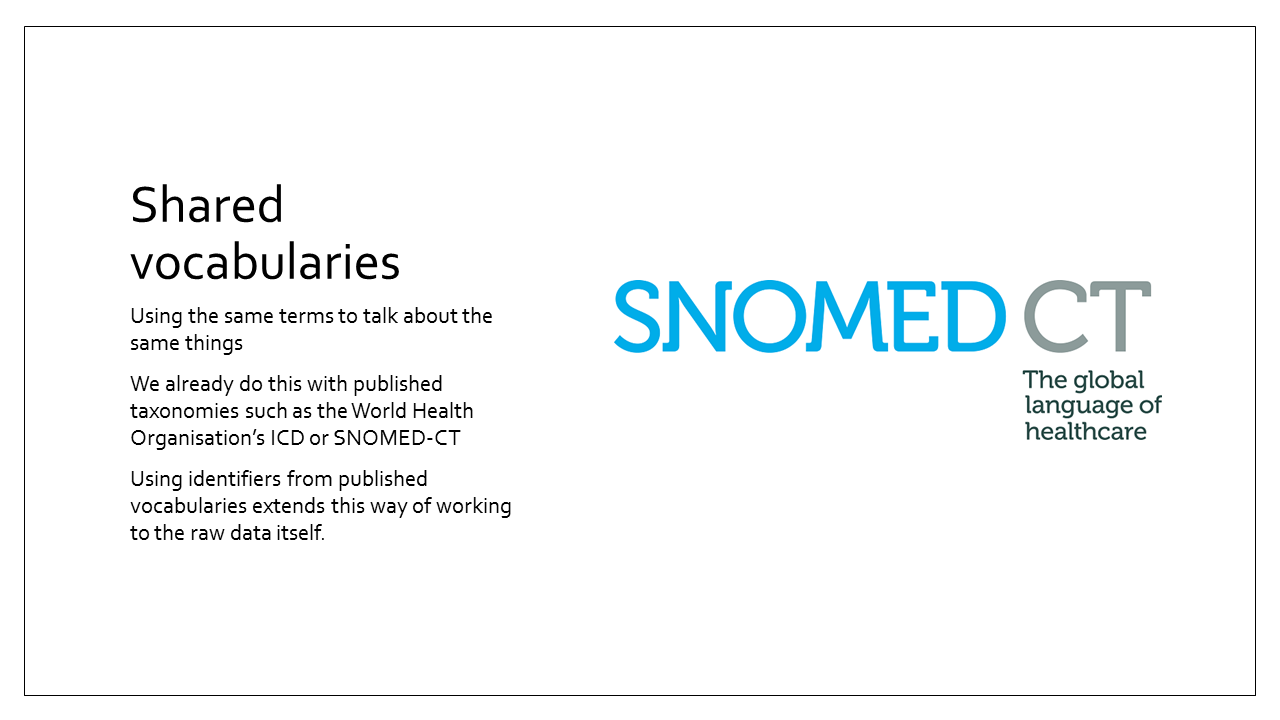 Shared
vocabularies
Using the same terms to talk about the
same things
We already do this with published
taxonomies such as the World Health
Organisation’s ICD or SNOMED-CT
Using identifiers from published
vocabularies extends this way of working
to the raw data itself.
SNOMED CT
The global
language of
healthcare